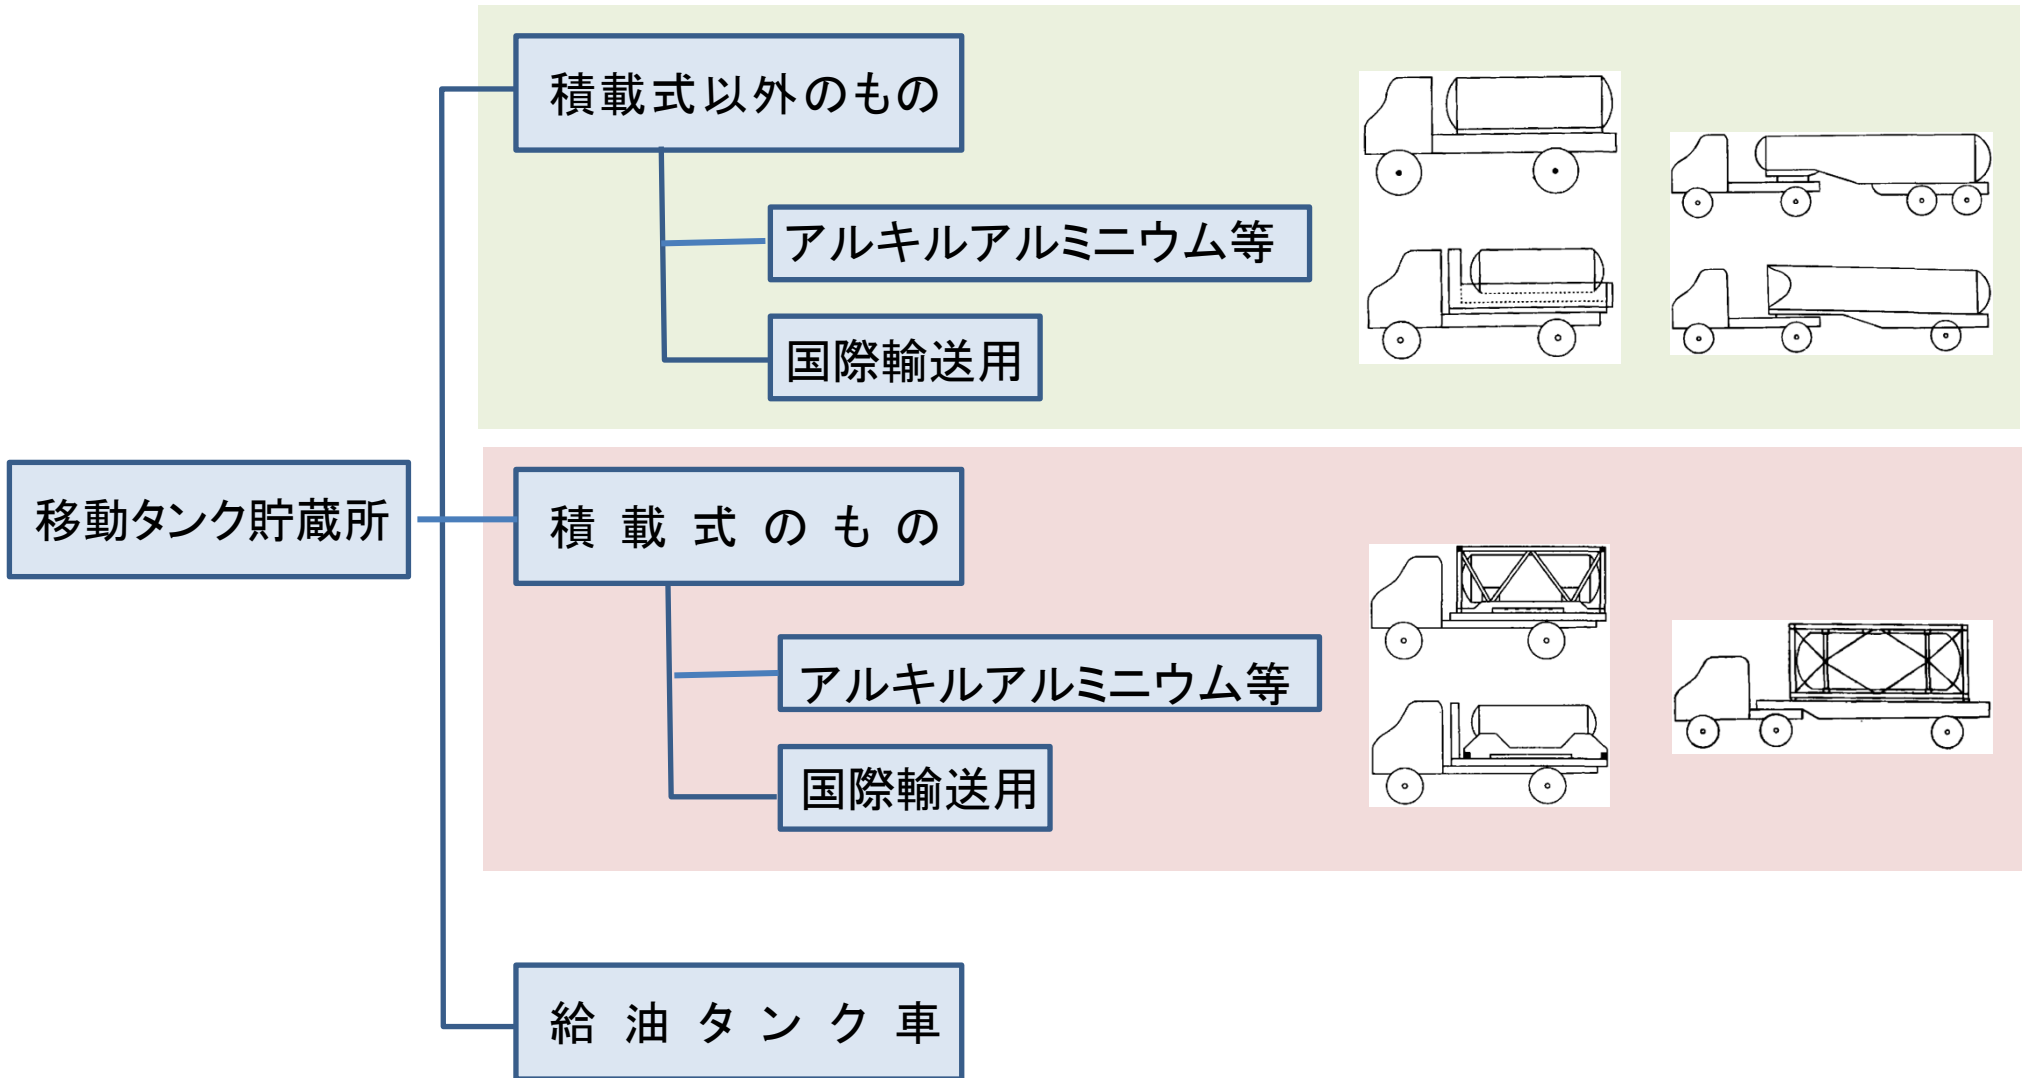 積載式以外のもの
アルキルアルミニウム等
国際輸送用
移動タンク貯蔵所
積載式のもの
アルキルアルミニウム等
国際輸送用
給油タンク車